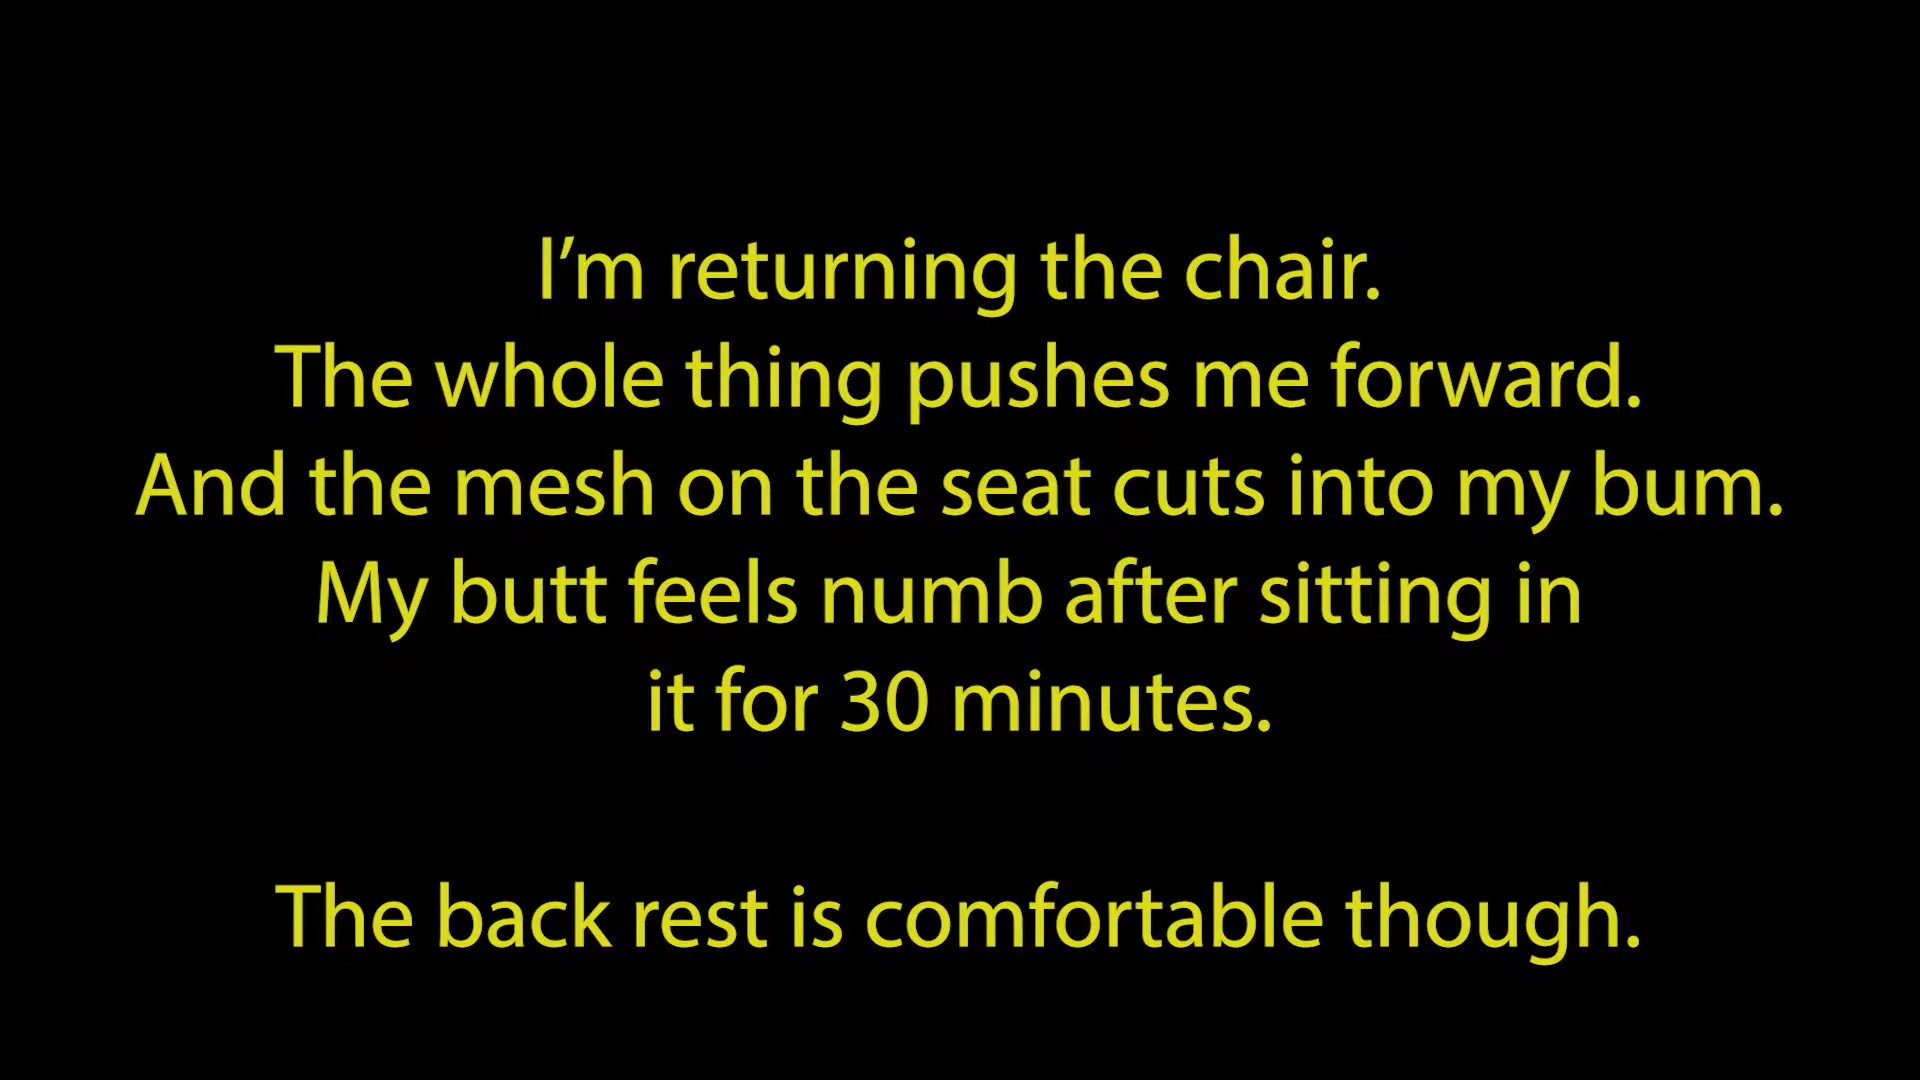 I’m returning the chair.
The whole thing pushes me forward.
And the mesh on the seat cuts into my bum.
My butt feels numb after sitting in
it for 30 minutes.
The back rest is comfortable though.